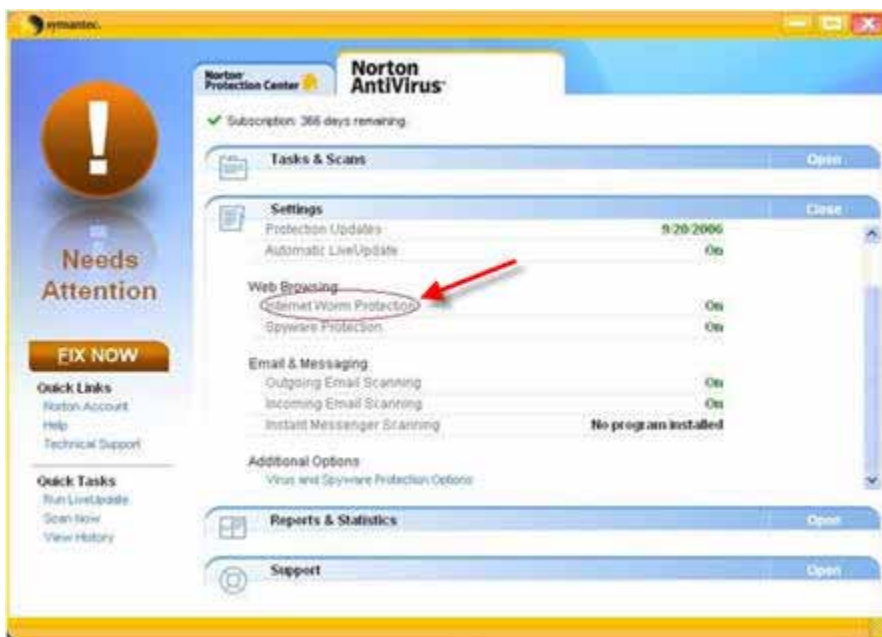 symantec.
Norton
Protection Center
Norton
AntiVirus
Subscription: 366 days remaining.
Tasks & Scans Open
Settings Close
Protection Updates 9/20/2006
Automatic LiveUpdate On
Web Browsing
Internet Worm Protection On
Spyware Protection On
Email & Messaging
Outgoing Email Scanning On
Incoming Email Scanning On
Instant Messenger Scanning No program installed
Additional Options
Virus and Spyware Protection Options
Reports & Statistics Open
Support Open
!
Needs
Attention
FIX NOW
Quick Links
Norton Account
Help
Technical Support
Quick Tasks
Run LiveUpdate
Scan Now
View History